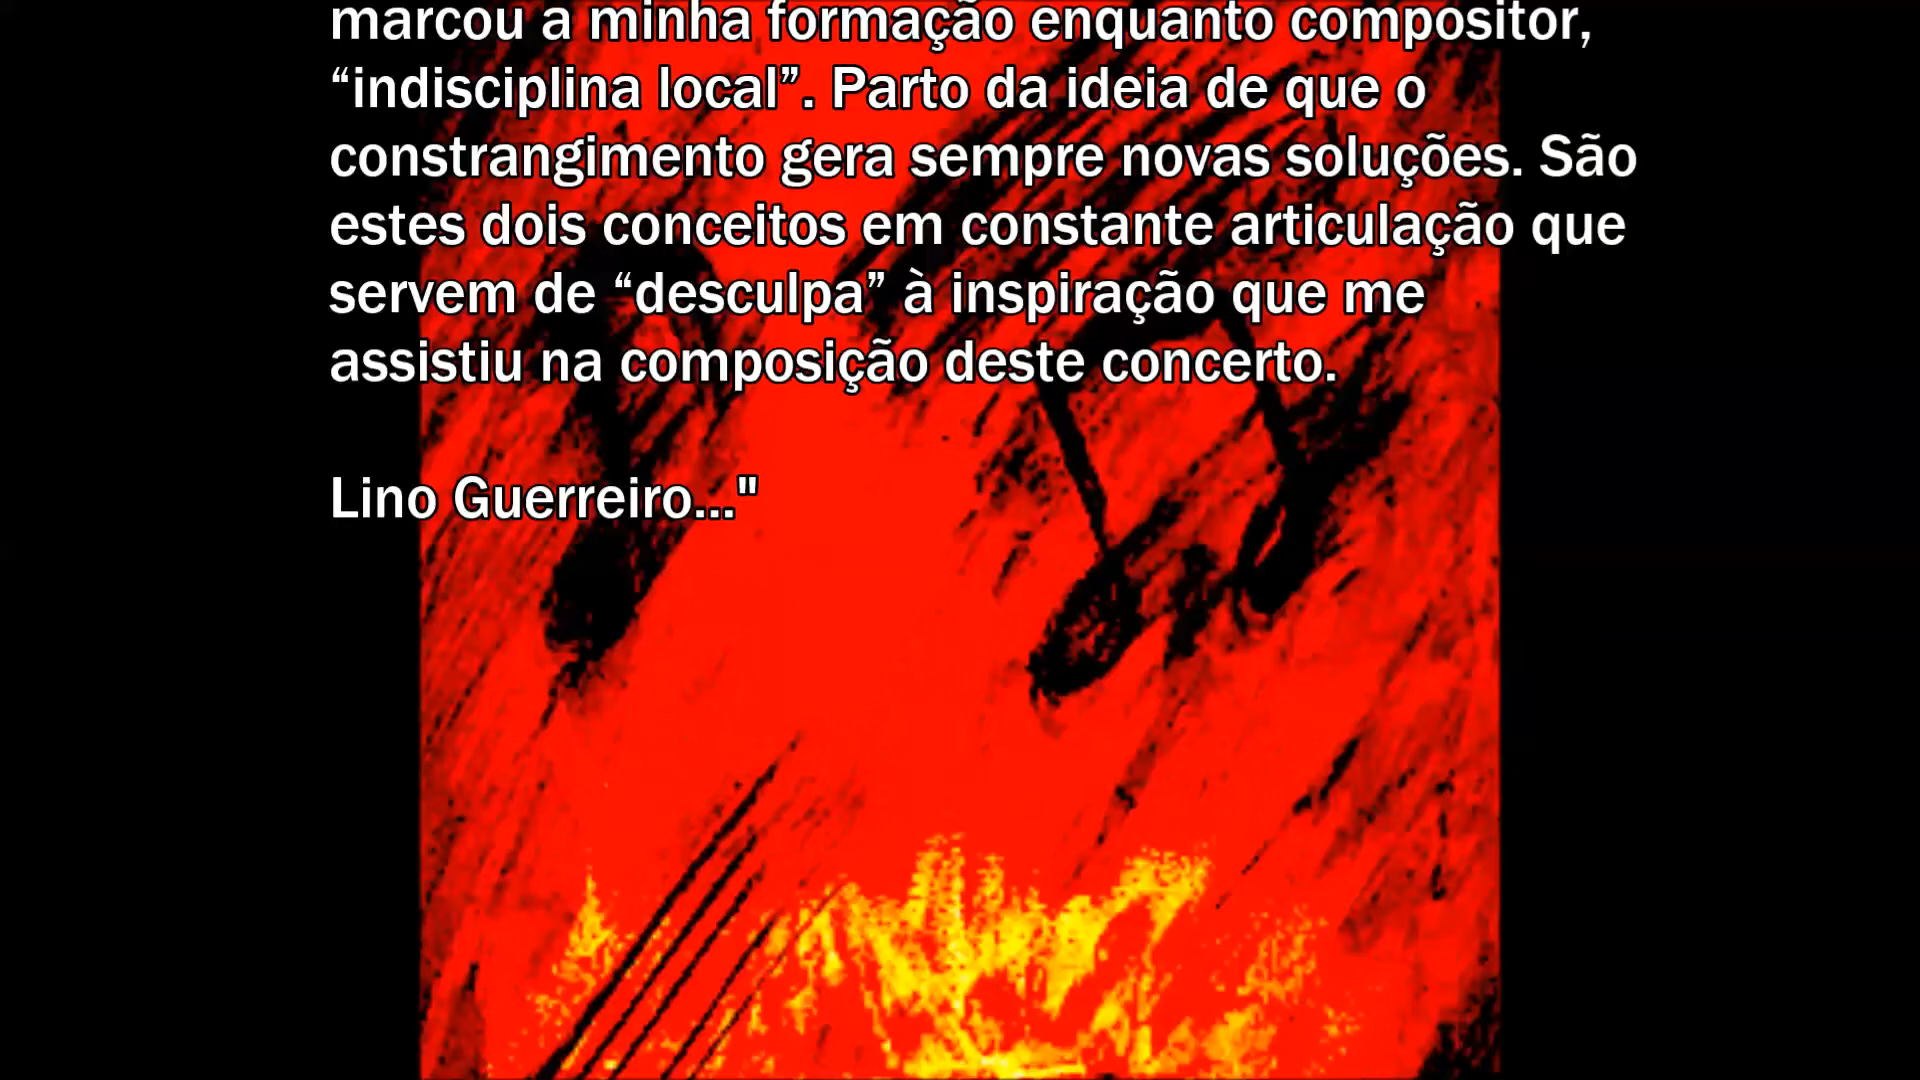 marcou a minha formação enquanto compositor,
“indisciplina local”. Parto da ideia de que o
constrangimento gera sempre novas soluções. São
estes dois conceitos em constante articulação que
servem de “desculpa” à inspiração que me
assistiu na composição deste concerto.
Lino Guerreiro..."